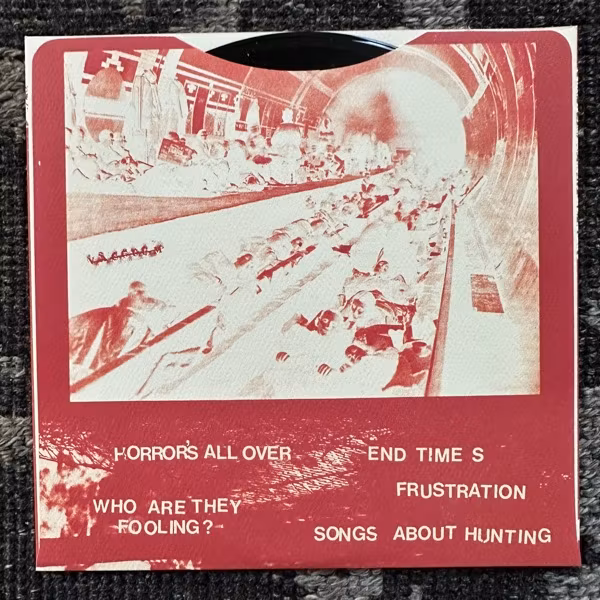 HORROR'S ALL OVER
WHO ARE THEY
FOOLING?
END TIME S
FRUSTRATION
SONGS ABOUT HUNTING